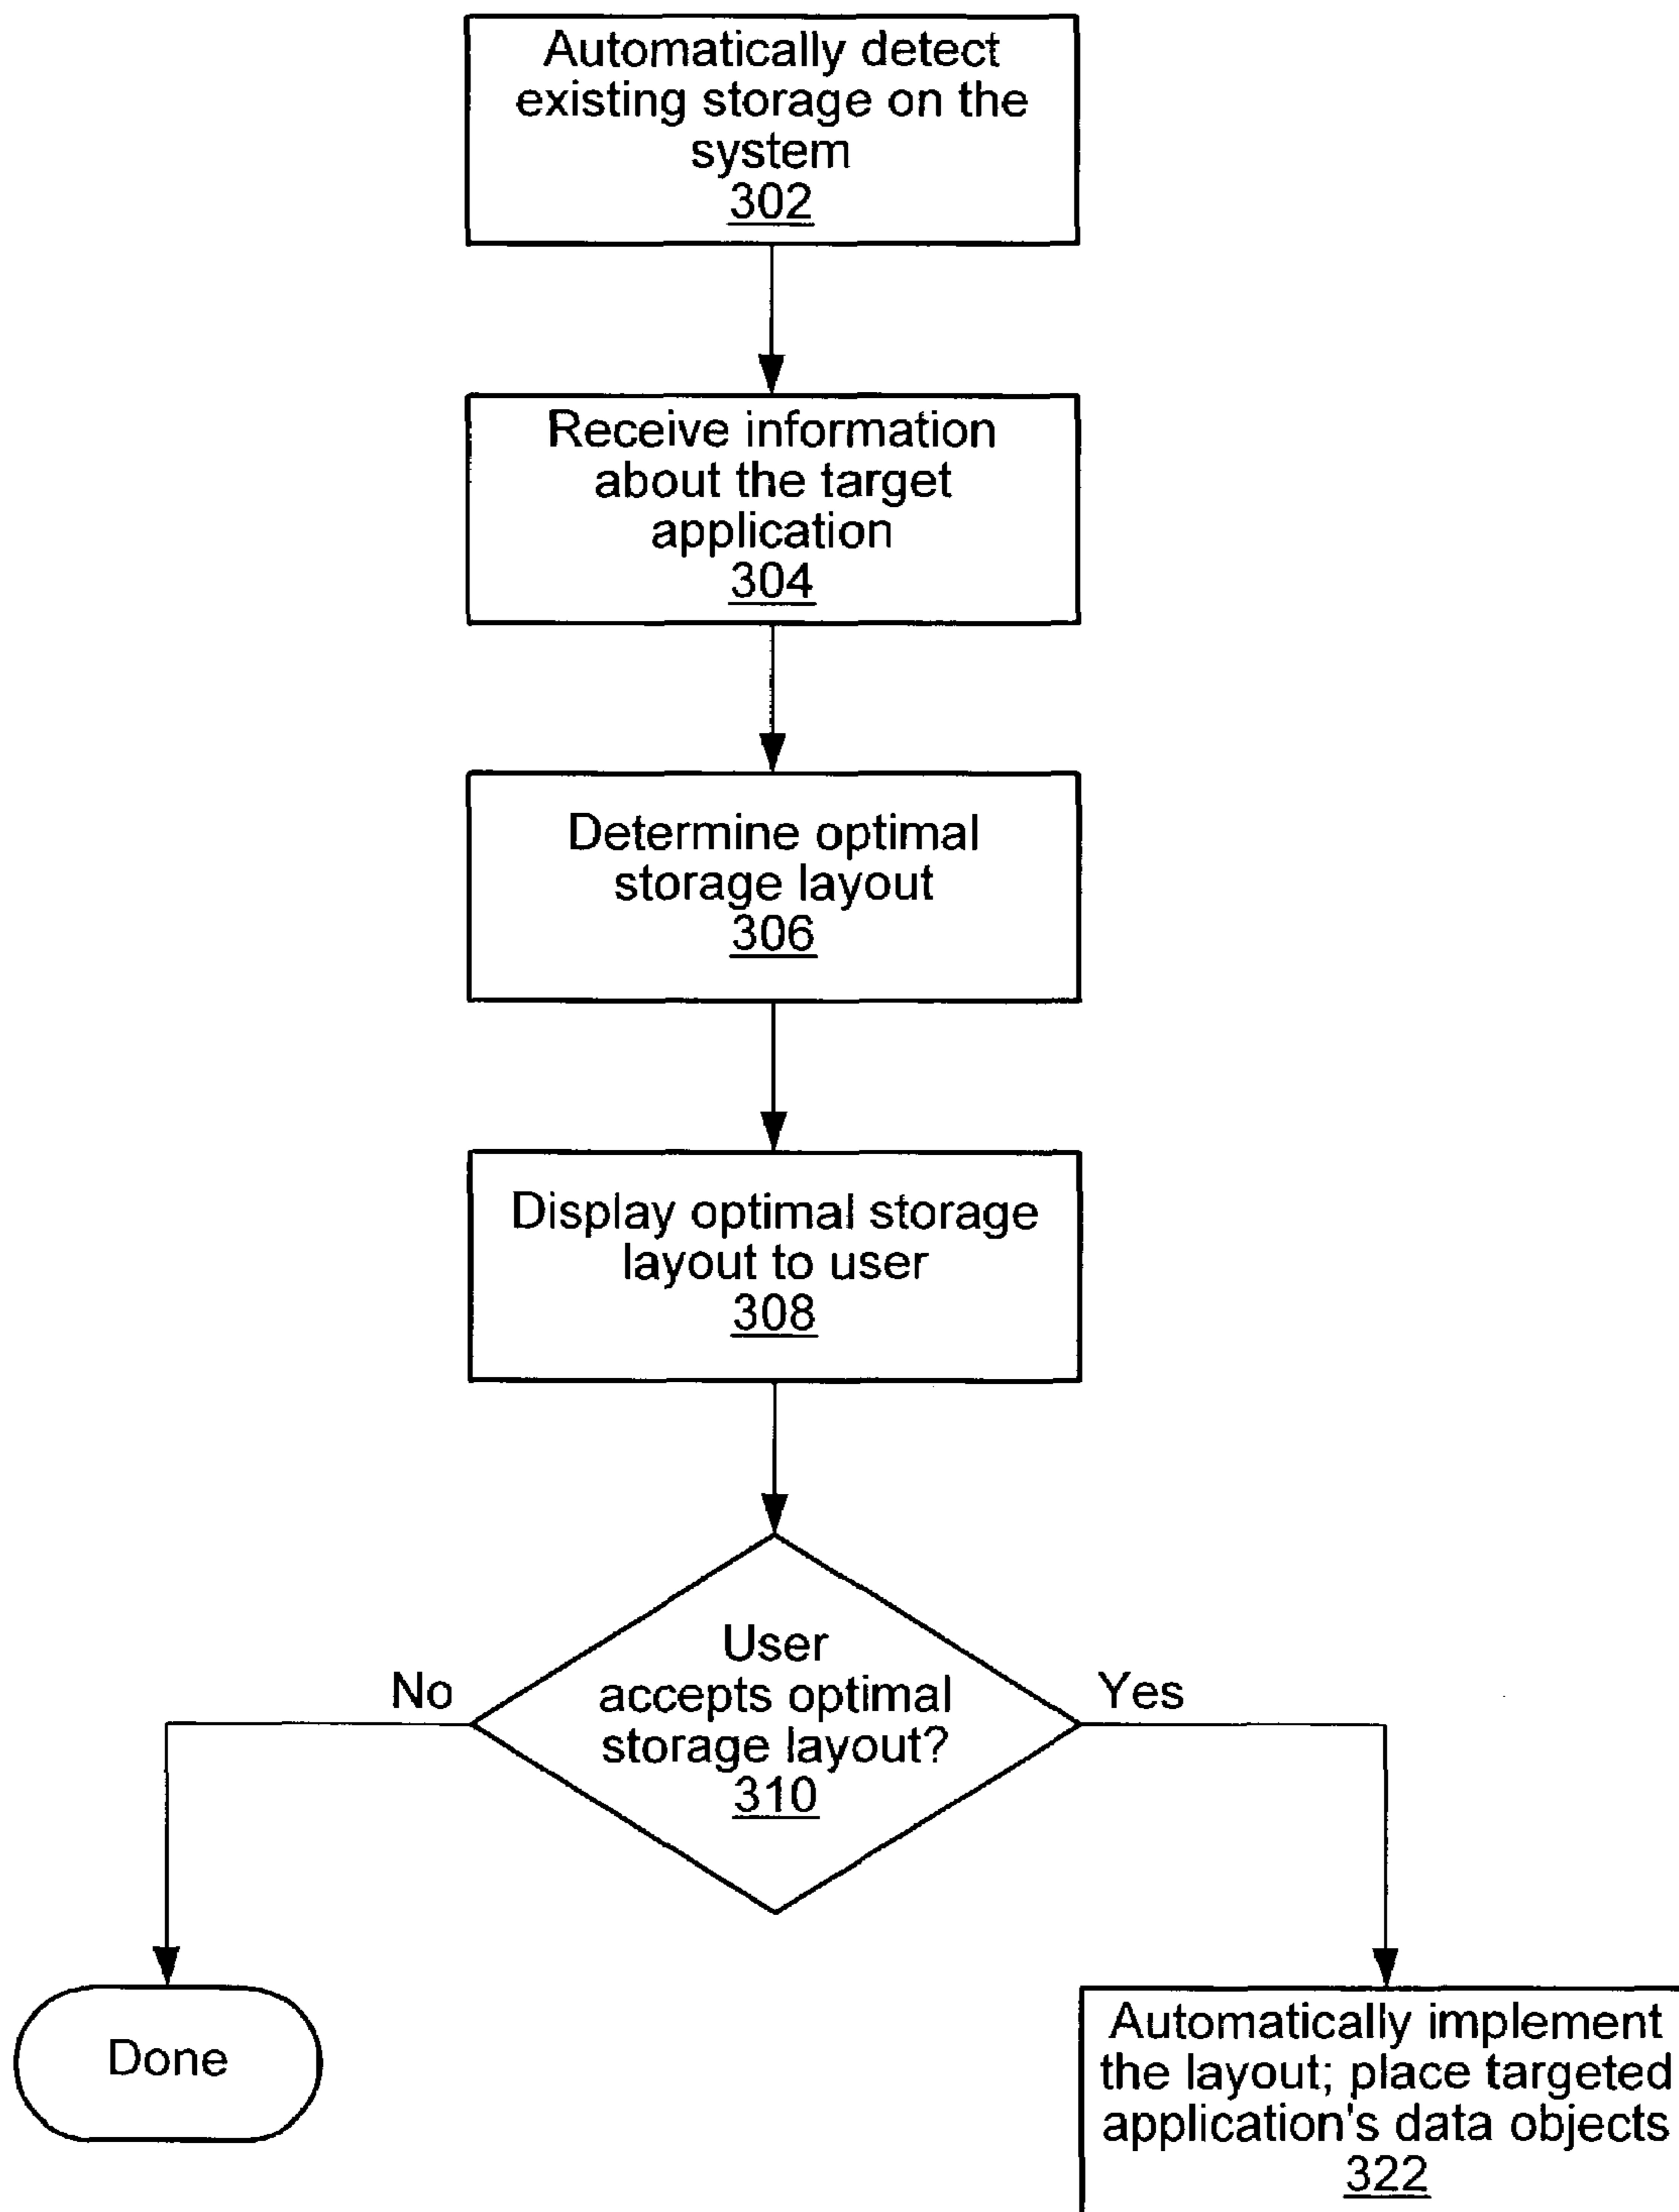 Automatically detect
existing storage on the
system
302
Receive information
about the target
application
304
Determine optimal
storage layout
306
Display optimal storage
layout to user
308
User
accepts optimal
storage layout?
310
No
Yes
Done
Automatically implement
the layout; place targeted
application's data objects
322